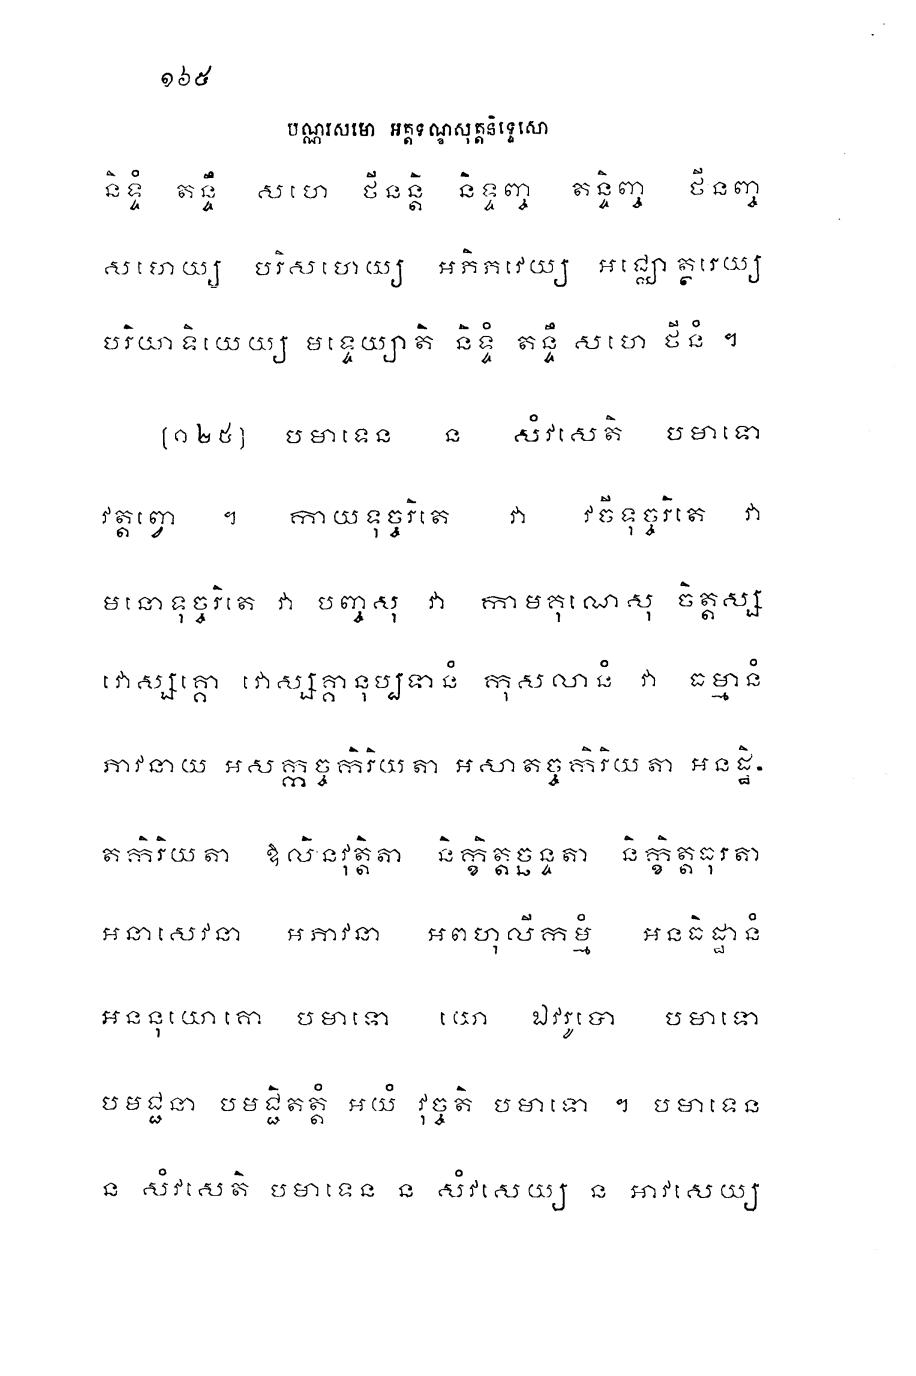 ១៦៥
បណ្ណរសមោ អត្តទណ្ឌសុត្តនិទ្ទេសោ
និទ្ទំ តន្ទឹ សហេ ថីនន្តិ និទ្ទញ្ច តន្ទិញ្ច ថីនញ្ច
សហេយ្យ បរិសហេយ្យ អភិភវេយ្យ អជ្ឈោត្ថរេយ្យ
បរិយាទិយេយ្យ មទ្ទេយ្យាតិ និទ្ទំ តន្ទឹ សហេ ថីនំ ។
(១២៥) បមាទេន ន សំវសេតិ បមាទោ
វត្តព្វោ ។ កាយទុច្ចរិតេ វា វចីទុច្ចរិតេ វា
មនោទុច្ចរិតេ វា បញ្ចសុ វា កាមគុណេសុ ចិត្តស្ស
វោស្សគ្គោ វោស្សគ្គានុប្បទានំ កុសលានំ វា ធម្មានំ
ភាវនាយ អសក្កច្ចកិរិយតា អសាតច្ចកិរិយតា អនដ្ឋិ-
តកិរិយតា ឱលីនវុត្តិតា និក្ខិត្តច្ឆន្ទតា និក្ខិត្តធុរតា
អនាសេវនា អភាវនា អពហុលីកម្មំ អនធិដ្ឋានំ
អននុយោគោ បមាទោ យោ ឯវរូបោ បមាទោ
បមជ្ជនា បមជ្ជិតត្តំ អយំ វុច្ចតិ បមាទោ ។ បមាទេន
ន សំវសេតិ បមាទេន ន សំវសេយ្យ ន អាវសេយ្យ